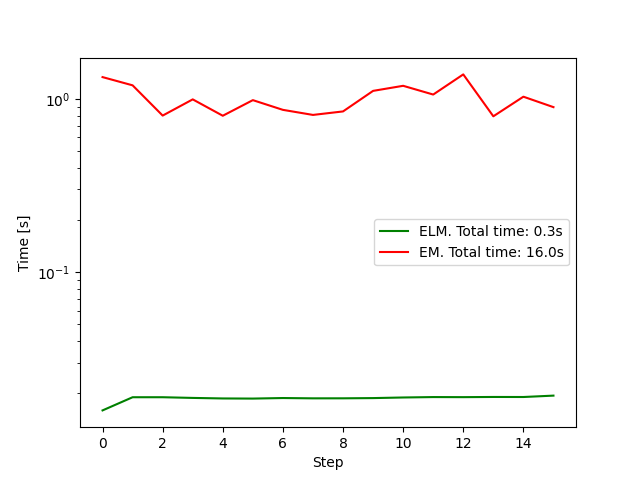 10⁰
10⁻¹
Time [s]
ELM. Total time: 0.3s
EM. Total time: 16.0s
0 2 4 6 8 10 12 14
Step